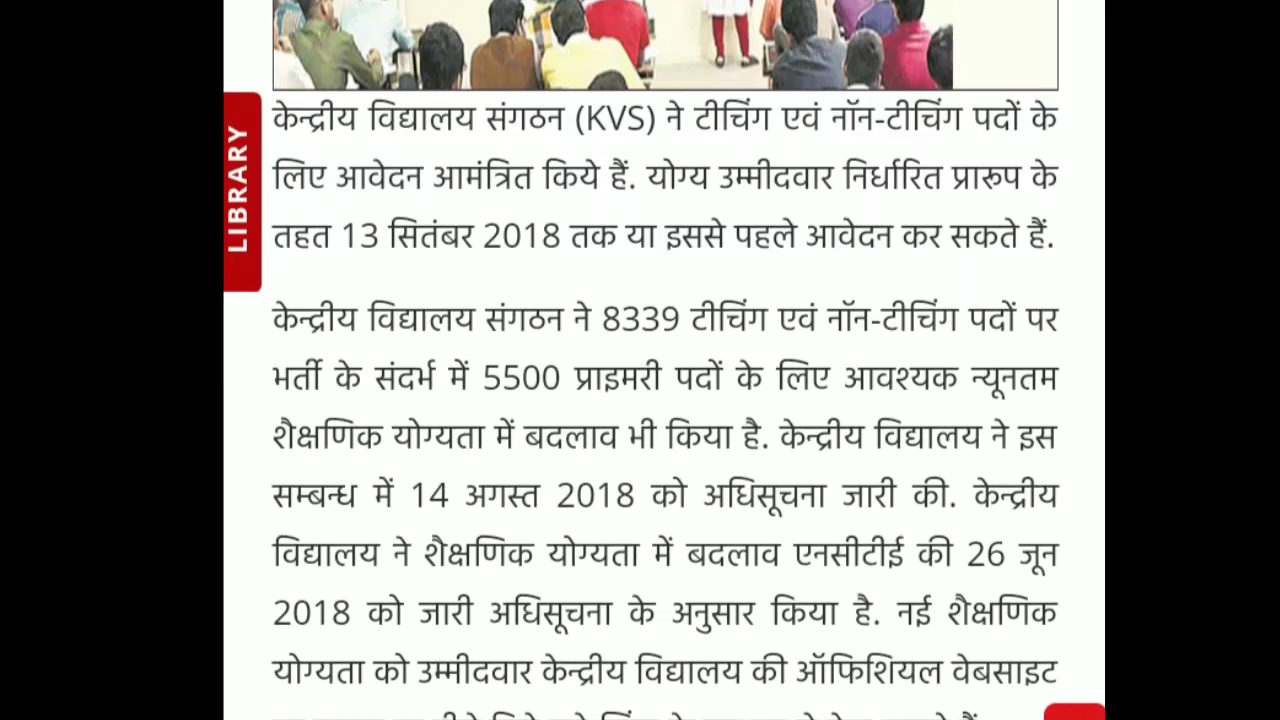 LIBRARY
केन्द्रीय विद्यालय संगठन (KVS) ने टीचिंग एवं नॉन-टीचिंग पदों के
लिए आवेदन आमंत्रित किये हैं. योग्य उम्मीदवार निर्धारित प्रारूप के
तहत 13 सितंबर 2018 तक या इससे पहले आवेदन कर सकते हैं.
केन्द्रीय विद्यालय संगठन ने 8339 टीचिंग एवं नॉन-टीचिंग पदों पर
भर्ती के संदर्भ में 5500 प्राइमरी पदों के लिए आवश्यक न्यूनतम
शैक्षणिक योग्यता में बदलाव भी किया है. केन्द्रीय विद्यालय ने इस
सम्बन्ध में 14 अगस्त 2018 को अधिसूचना जारी की. केन्द्रीय
विद्यालय ने शैक्षणिक योग्यता में बदलाव एनसीटीई की 26 जून
2018 को जारी अधिसूचना के अनुसार किया है. नई शैक्षणिक
योग्यता को उम्मीदवार केन्द्रीय विद्यालय की ऑफिशियल वेबसाइट